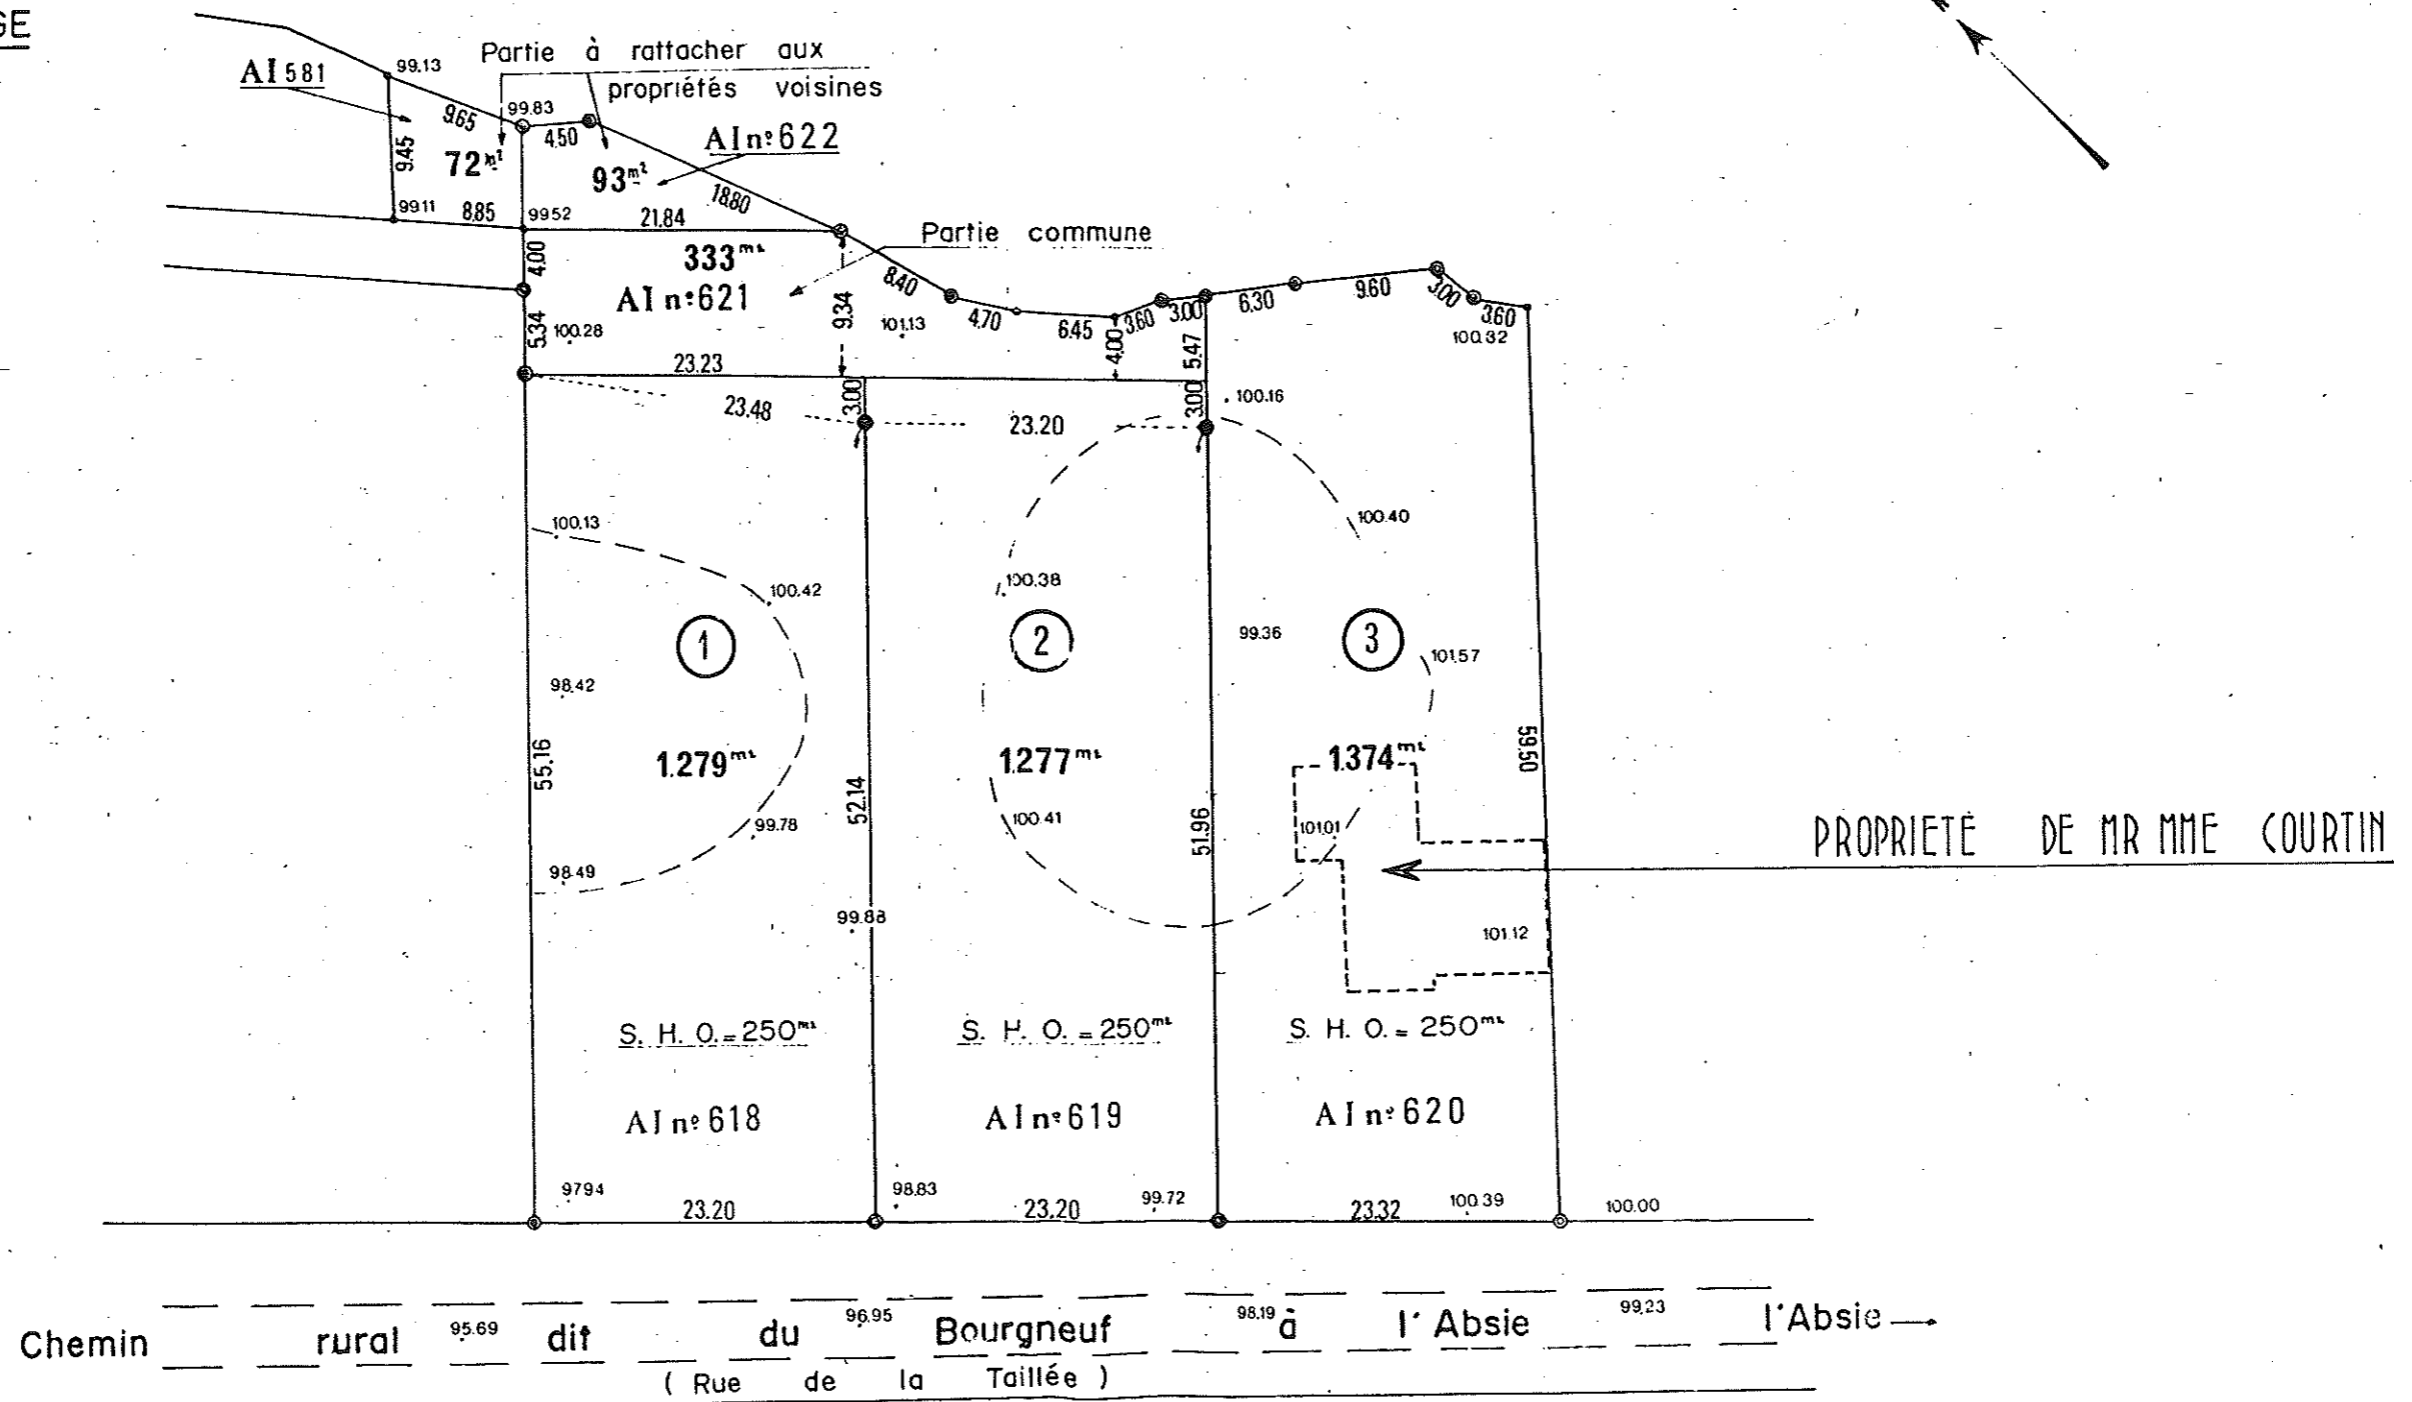 GE
AI 581
99.13
Partie à rattacher aux
propriétés voisines
9.65
99.83
4,50
AI n° 622
9.45
72 m²
93 m²
18.80
99.11
8.85
99.52
21.84
Partie commune
4.00
333 m²
AI n° 621
8.40
9.34
5.34
100.28
101.13
4.70
6.45
3.60
3.00
6.30
9.60
3.00
3.60
100.32
4.00
5.47
23.23
23.48
3.00
23.20
3.00
100.16
100.13
100.40
100.42
100.38
1
2
3
99.36
101.57
98.42
55.16
1.279 m²
1.277 m²
1.374 m²
59.50
52.14
51.96
99.78
100.41
101.01
PROPRIETE DE MR MME COURTIN
98.49
99.88
101.12
S. H. O. = 250 m²
S. H. O. = 250 m²
S. H. O. = 250 m²
AI n° 618
AI n° 619
AI n° 620
97.94
23.20
98.83
23.20
99.72
23.32
100.39
100.00
Chemin rural dit du Bourgneuf à l'Absie
95.69
96.95
98.19
99.23
l'Absie
( Rue de la Taillée )